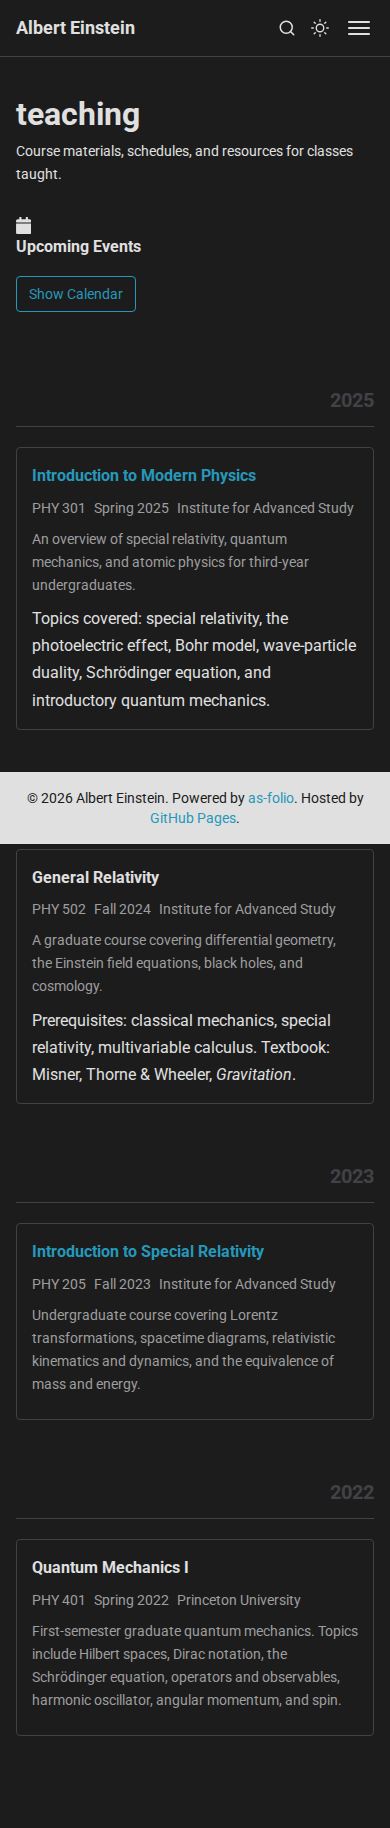 Albert Einstein
teaching
Course materials, schedules, and resources for classes
taught.
Upcoming Events
Show Calendar
2025
Introduction to Modern Physics
PHY 301 Spring 2025 Institute for Advanced Study
An overview of special relativity, quantum
mechanics, and atomic physics for third-year
undergraduates.
Topics covered: special relativity, the
photoelectric effect, Bohr model, wave-particle
duality, Schrödinger equation, and
introductory quantum mechanics.
© 2026 Albert Einstein. Powered by as-folio. Hosted by
GitHub Pages.
General Relativity
PHY 502 Fall 2024 Institute for Advanced Study
A graduate course covering differential geometry,
the Einstein field equations, black holes, and
cosmology.
Prerequisites: classical mechanics, special
relativity, multivariable calculus. Textbook:
Misner, Thorne & Wheeler, Gravitation.
2023
Introduction to Special Relativity
PHY 205 Fall 2023 Institute for Advanced Study
Undergraduate course covering Lorentz
transformations, spacetime diagrams, relativistic
kinematics and dynamics, and the equivalence of
mass and energy.
2022
Quantum Mechanics I
PHY 401 Spring 2022 Princeton University
First-semester graduate quantum mechanics. Topics
include Hilbert spaces, Dirac notation, the
Schrödinger equation, operators and observables,
harmonic oscillator, angular momentum, and spin.